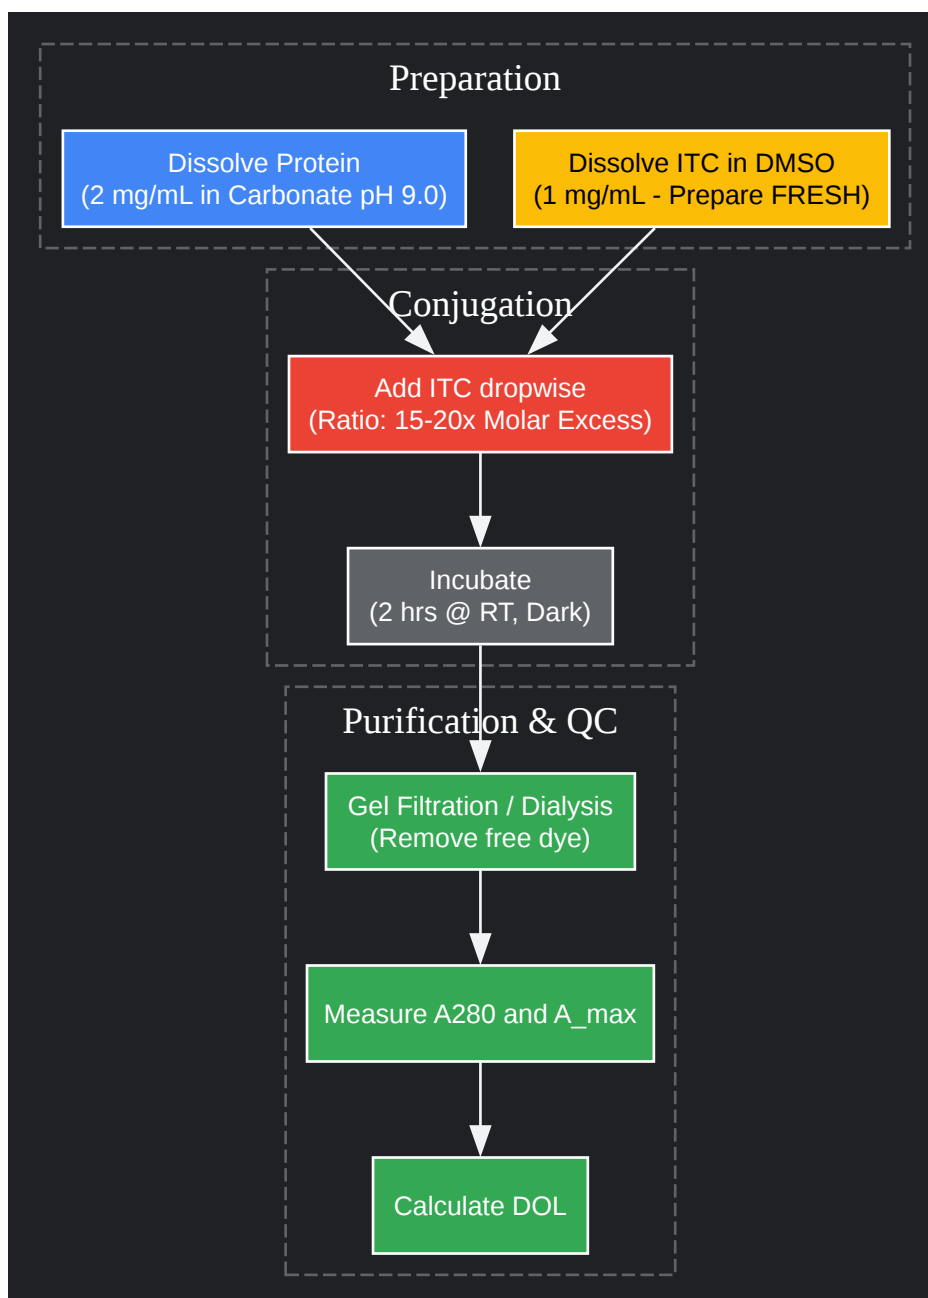 Preparation
Dissolve Protein
(2 mg/mL in Carbonate pH 9.0)
Dissolve ITC in DMSO
(1 mg/mL - Prepare FRESH)
Conjugation
Add ITC dropwise
(Ratio: 15-20x Molar Excess)
Incubate
(2 hrs @ RT, Dark)
Purification & QC
Gel Filtration / Dialysis
(Remove free dye)
Measure A280 and A_max
Calculate DOL